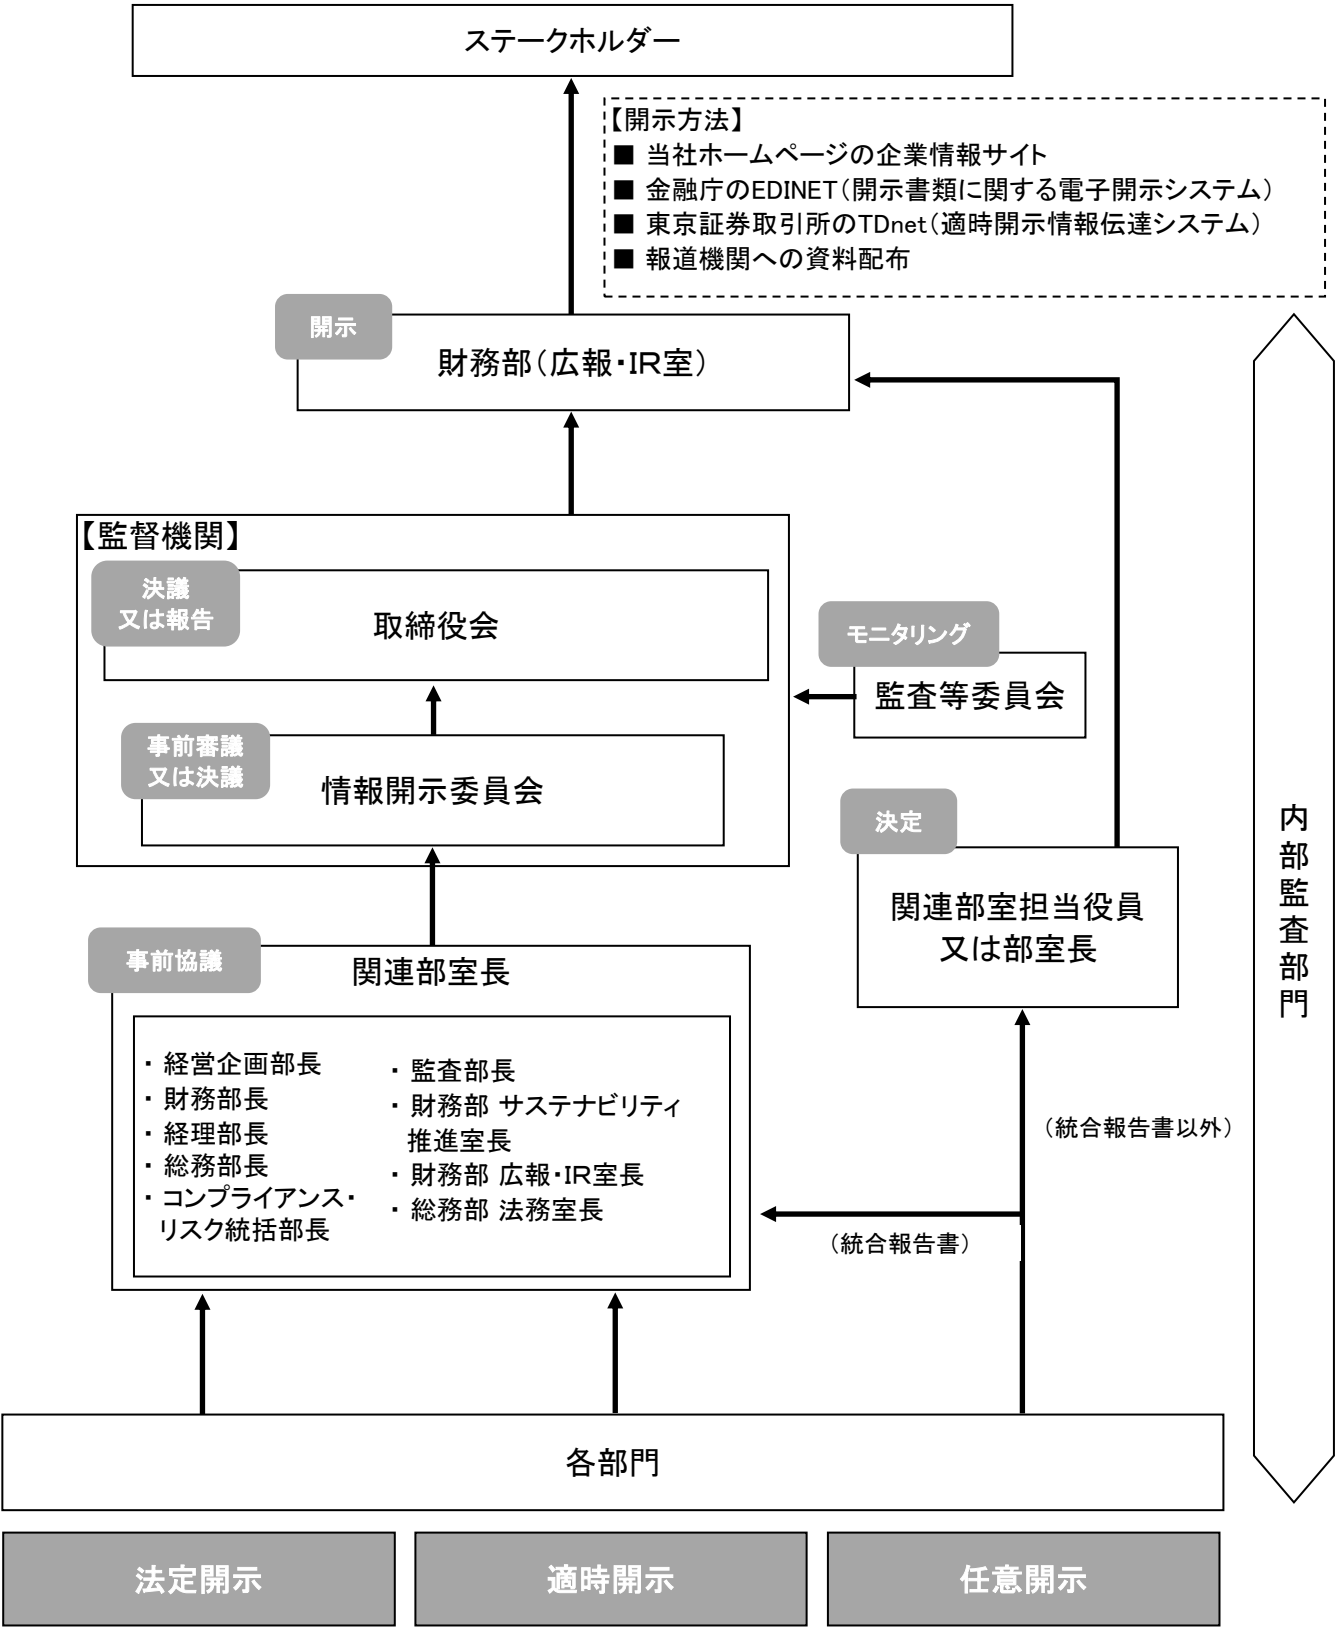 ステークホルダー
【開示方法】
■ 当社ホームページの企業情報サイト
■ 金融庁のEDINET（開示書類に関する電子開示システム）
■ 東京証券取引所のTDnet（適時開示情報伝達システム）
■ 報道機関への資料配布
開示
財務部（広報・IR室）
【監督機関】
決議
又は報告
取締役会
モニタリング
監査等委員会
事前審議
又は決議
情報開示委員会
決定
関連部室担当役員
又は部室長
内部監査部門
事前協議
関連部室長
・ 経営企画部長
・ 財務部長
・ 経理部長
・ 総務部長
・ コンプライアンス・
リスク統括部長
・ 監査部長
・ 財務部 サステナビリティ
推進室長
・ 財務部 広報・IR室長
・ 総務部 法務室長
（統合報告書以外）
（統合報告書）
各部門
法定開示
適時開示
任意開示